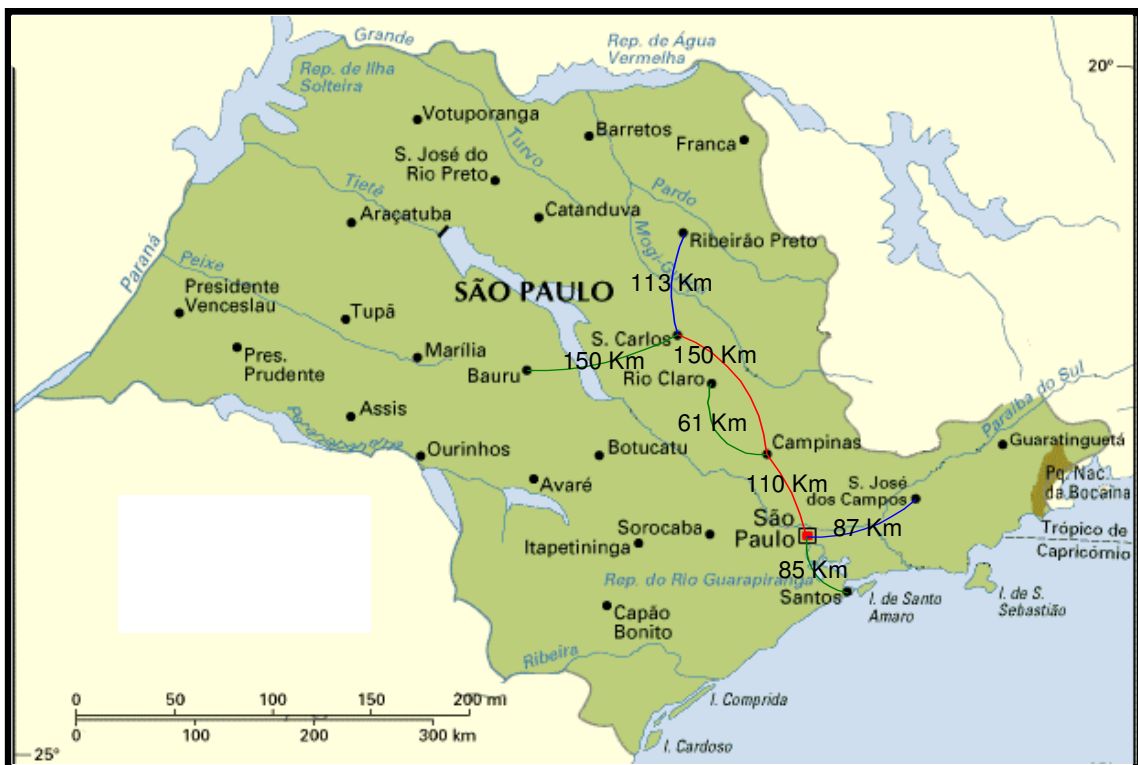 Grande
Rep. de Água
Vermelha
20°
Rep. de Ilha
Solteira
Votuporanga
Turvo
Barretos
Franca
S. José do
Rio Preto
Tietê
Pardo
Araçatuba
Catanduva
Mogi-G
Ribeirão Preto
Paraná
Peixe
113 Km
SÃO PAULO
Presidente
Venceslau
Tupã
S. Carlos
150 Km
150 Km
Marília
Bauru
Rio Claro
Pres.
Prudente
Paraíba do Sul
Assis
61 Km
Paranapanema
Campinas
Guaratinguetá
Ourinhos
Botucatu
110 Km
S. José
dos Campos
Pq. Nac.
da Bocaina
Avaré
São
Paulo
87 Km
Sorocaba
Trópico de
Capricórnio
Itapetininga
85 Km
Rep. do Rio Guarapiranga
Santos
I. de Santo
Amaro
I. de S.
Sebastião
Capão
Bonito
Ribeira
0 50 100 150 200 mi
0 100 200 300 km
I. Comprida
I. Cardoso
25°